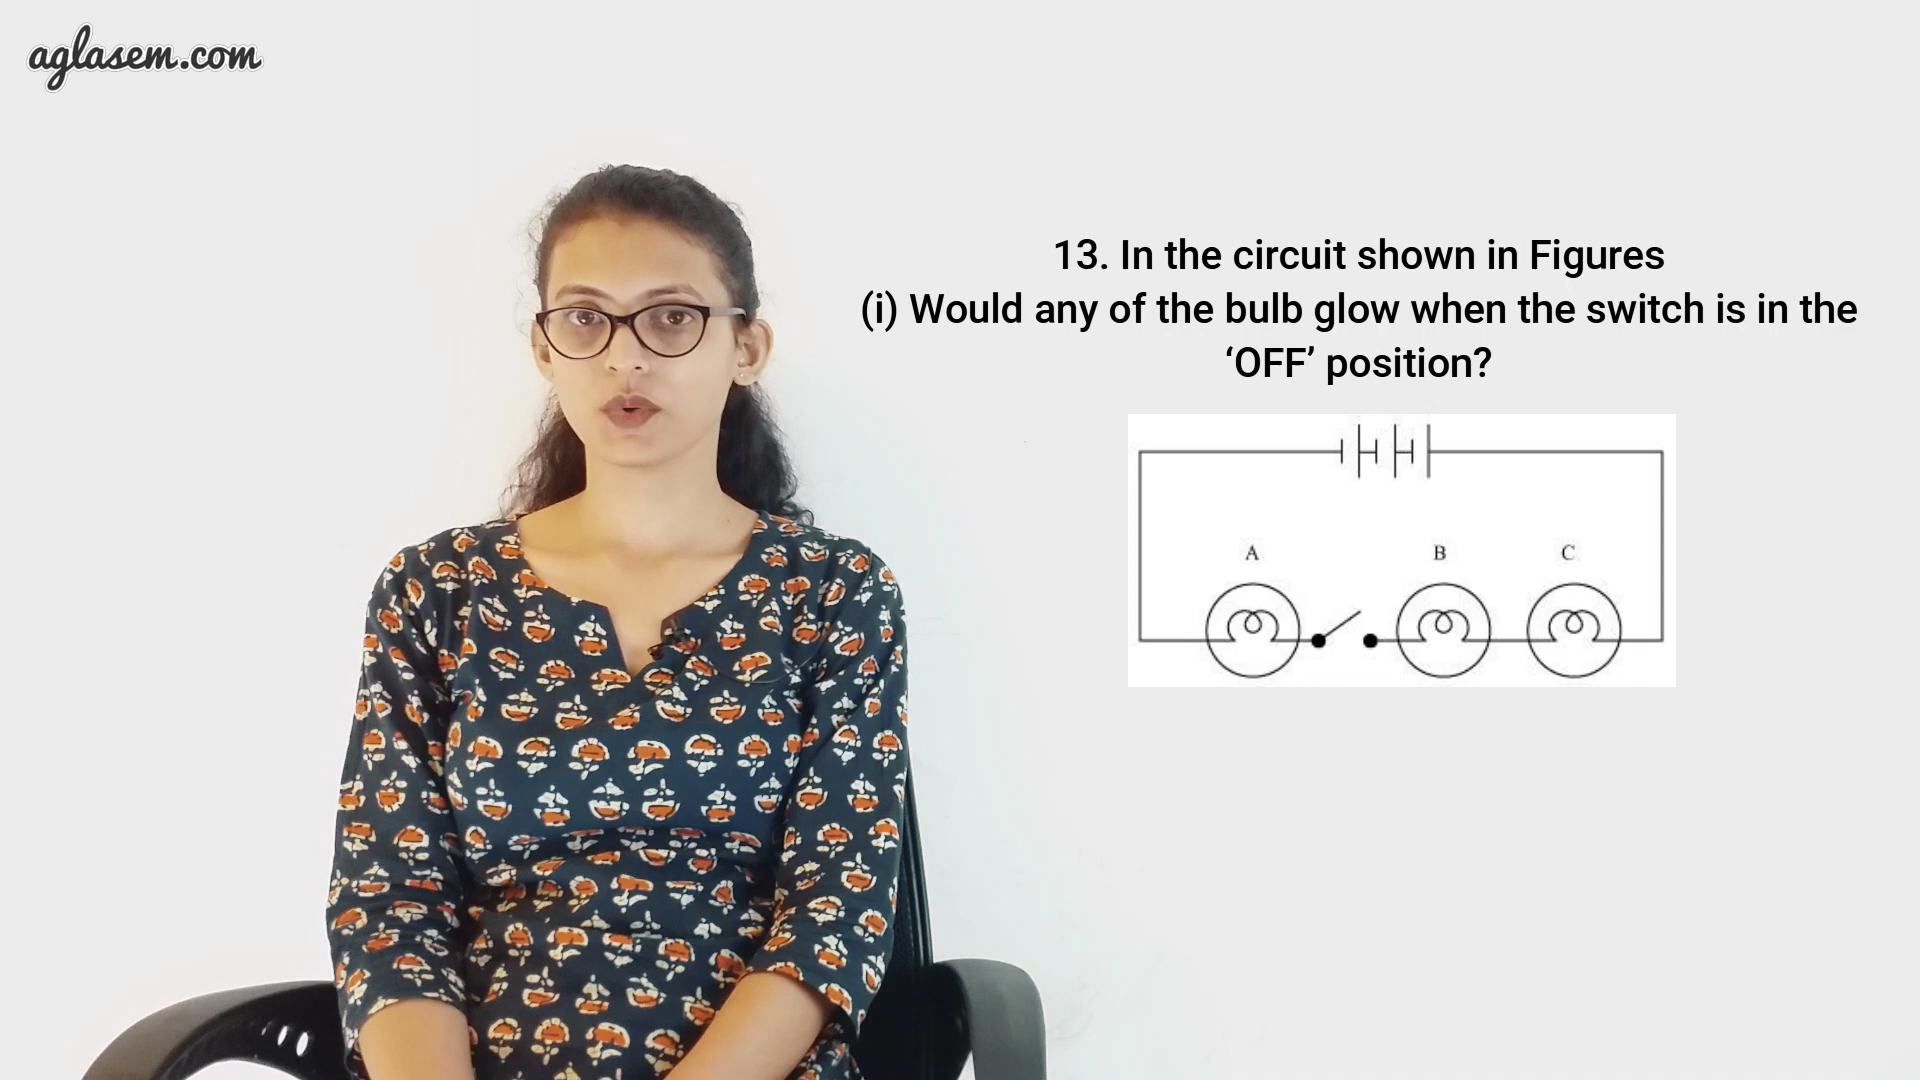 aglasem.com
13. In the circuit shown in Figures
(i) Would any of the bulb glow when the switch is in the
‘OFF’ position?
A B C